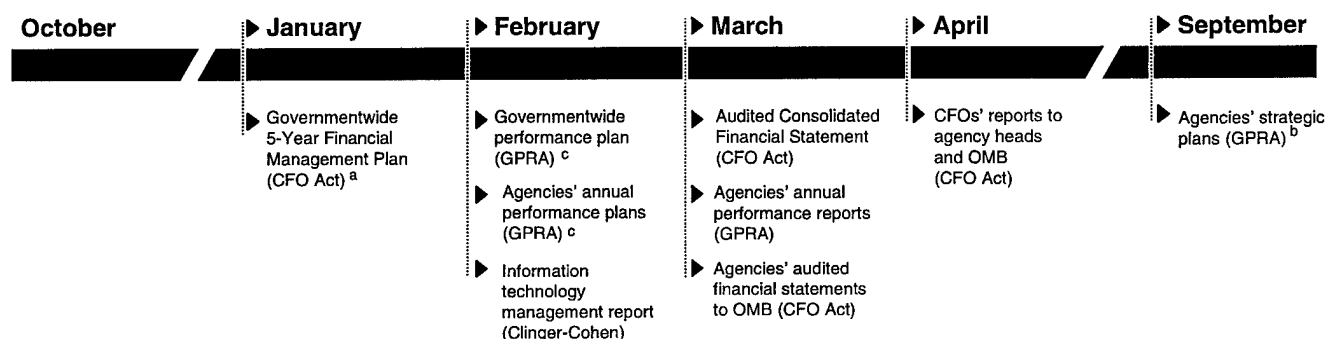 October
January
February
March
April
September
Governmentwide
5-Year Financial
Management Plan
(CFO Act) a
Governmentwide
performance plan
(GPRA) c
Agencies' annual
performance plans
(GPRA) c
Information
technology
management report
(Clinger-Cohen)
Audited Consolidated
Financial Statement
(CFO Act)
Agencies' annual
performance reports
(GPRA)
Agencies' audited
financial statements
to OMB (CFO Act)
CFOs' reports to
agency heads
and OMB
(CFO Act)
Agencies' strategic
plans (GPRA) b